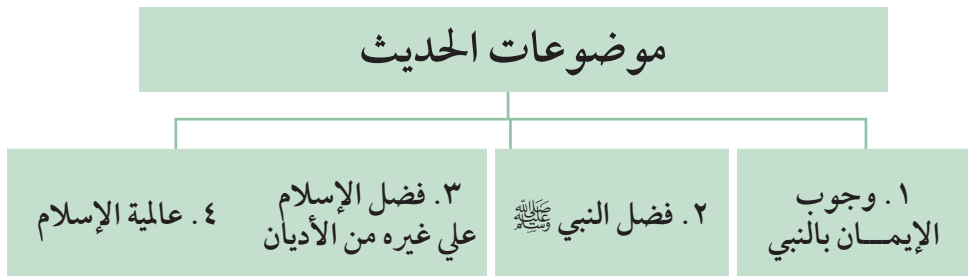 موضوعات الحديث
١. وجوب
الإيمـــان بالنبي
٢. فضل النبي ﷺ
٣. فضل الإسلام
علي غيره من الأديان
٤. عالمية الإسلام